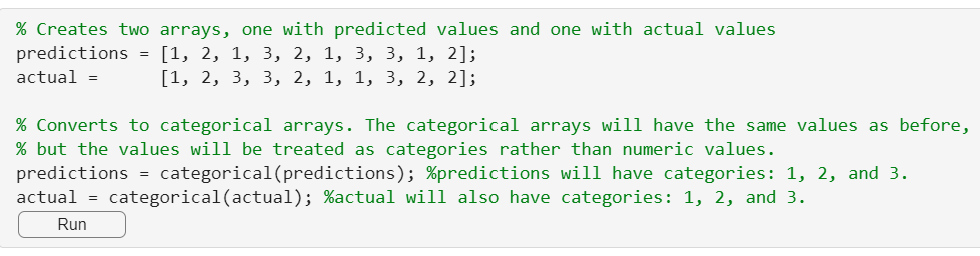 % Creates two arrays, one with predicted values and one with actual values
predictions = [1, 2, 1, 3, 2, 1, 3, 3, 1, 2];
actual =      [1, 2, 3, 3, 2, 1, 1, 3, 2, 2];
% Converts to categorical arrays. The categorical arrays will have the same values as before,
% but the values will be treated as categories rather than numeric values.
predictions = categorical(predictions); %predictions will have categories: 1, 2, and 3.
actual = categorical(actual); %actual will also have categories: 1, 2, and 3.
Run